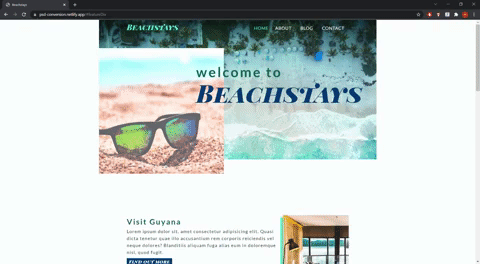 Beachstays
psd-conversion.netlify.app
BEACHSTAYS
HOME ABOUT BLOG CONTACT
welcome to
BEACHSTAYS
Visit Guyana
Lorem ipsum dolor sit, amet consectetur adipisicing elit. Quasi
dicta tenetur quae illo accusantium rem corporis reiciendis vel
neque dolores? Blanditiis aliquam fuga alias eum in doloremque
nisi, quod fugit.
FIND OUT MORE